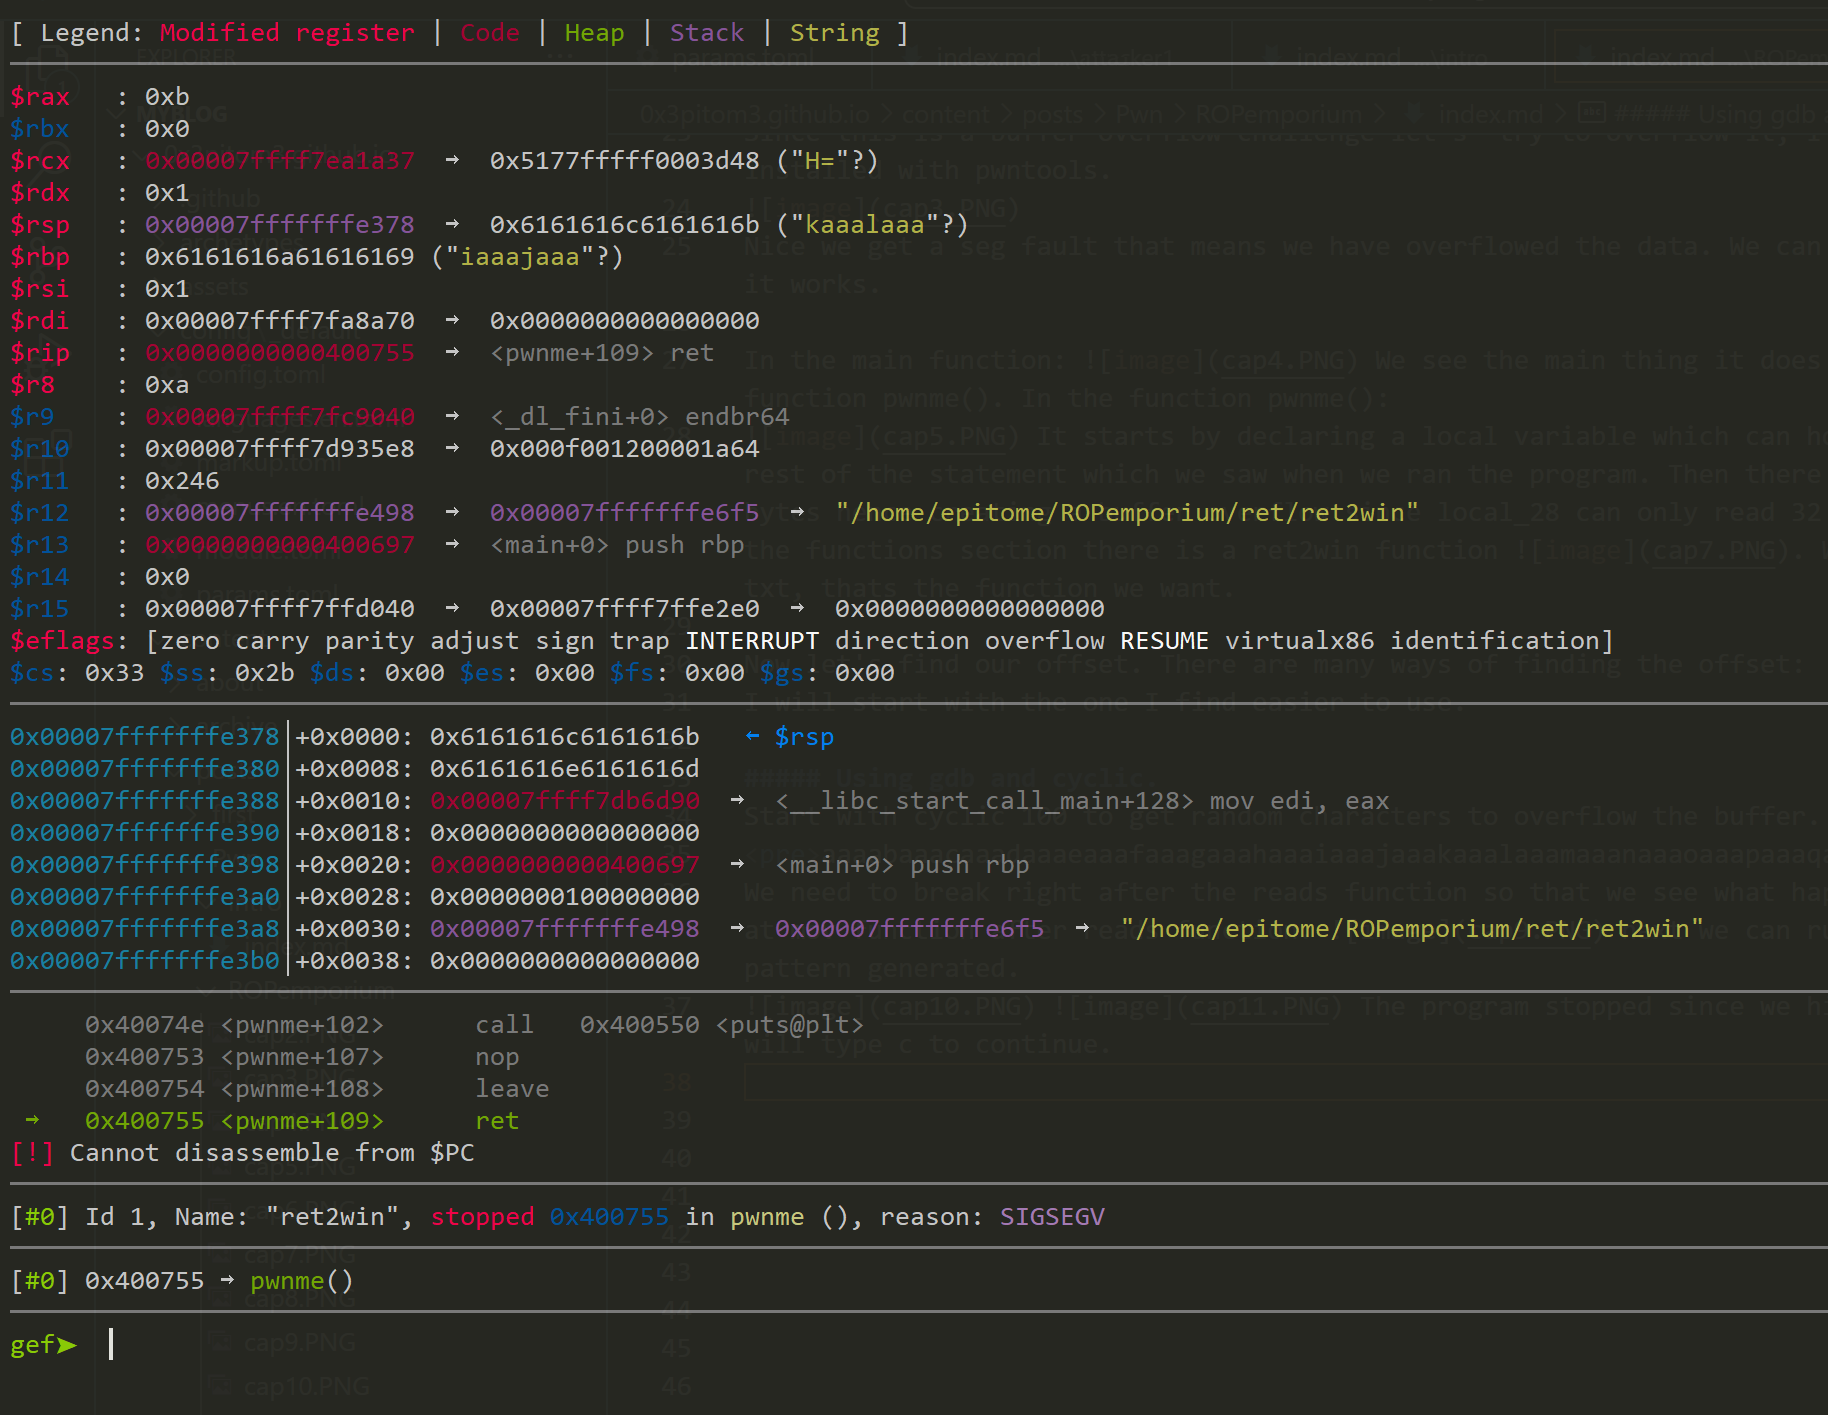 [ Legend: Modified register | Code | Heap | Stack | String ]
$rax   : 0xb
$rbx   : 0x0
$rcx   : 0x00007ffff7ea1a37  →  0x5177fffff0003d48 ("H="?)
$rdx   : 0x1
$rsp   : 0x00007fffffffe378  →  0x6161616c6161616b ("kaaalaaa"?)
$rbp   : 0x6161616a61616169 ("iaaajaaa"?)
$rsi   : 0x1
$rdi   : 0x00007ffff7fa8a70  →  0x0000000000000000
$rip   : 0x0000000000400755  →  <pwnme+109> ret
$r8    : 0xa
$r9    : 0x00007ffff7fc9040  →  <_dl_fini+0> endbr64
$r10   : 0x00007ffff7d935e8  →  0x000f001200001a64
$r11   : 0x246
$r12   : 0x00007fffffffe498  →  0x00007fffffffe6f5  →  "/home/epitome/ROPemporium/ret/ret2win"
$r13   : 0x0000000000400697  →  <main+0> push rbp
$r14   : 0x0
$r15   : 0x00007ffff7ffd040  →  0x00007ffff7ffe2e0  →  0x0000000000000000
$eflags: [zero carry parity adjust sign trap INTERRUPT direction overflow RESUME virtualx86 identification]
$cs: 0x33 $ss: 0x2b $ds: 0x00 $es: 0x00 $fs: 0x00 $gs: 0x00
0x00007fffffffe378│+0x0000: 0x6161616c6161616b   ← $rsp
0x00007fffffffe380│+0x0008: 0x6161616e6161616d
0x00007fffffffe388│+0x0010: 0x00007ffff7db6d90  →  <__libc_start_call_main+128> mov edi, eax
0x00007fffffffe390│+0x0018: 0x0000000000000000
0x00007fffffffe398│+0x0020: 0x0000000000400697  →  <main+0> push rbp
0x00007fffffffe3a0│+0x0028: 0x0000000100000000
0x00007fffffffe3a8│+0x0030: 0x00007fffffffe498  →  0x00007fffffffe6f5  →  "/home/epitome/ROPemporium/ret/ret2win"
0x00007fffffffe3b0│+0x0038: 0x0000000000000000
0x40074e <pwnme+102>      call   0x400550 <puts@plt>
0x400753 <pwnme+107>      nop
0x400754 <pwnme+108>      leave
→   0x400755 <pwnme+109>      ret
[!] Cannot disassemble from $PC
[#0] Id 1, Name: "ret2win", stopped 0x400755 in pwnme (), reason: SIGSEGV
[#0] 0x400755 → pwnme()
gef➤